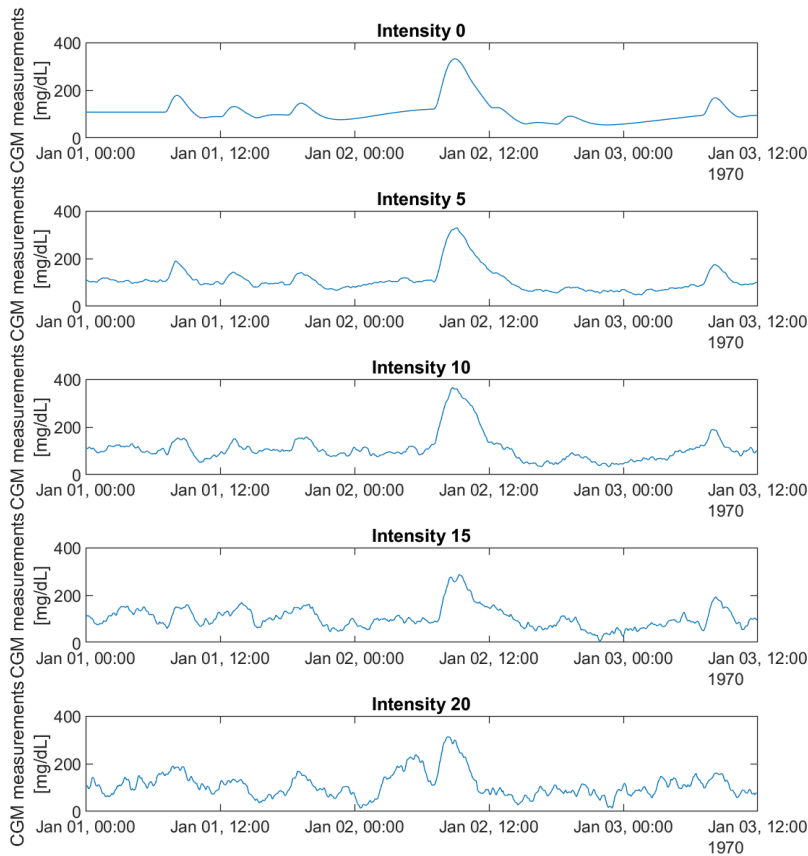 Intensity 0
CGM measurements
[mg/dL]
400
200
0
Jan 01, 00:00 Jan 01, 12:00 Jan 02, 00:00 Jan 02, 12:00 Jan 03, 00:00 Jan 03, 12:00
1970
Intensity 5
CGM measurements
[mg/dL]
400
200
0
Jan 01, 00:00 Jan 01, 12:00 Jan 02, 00:00 Jan 02, 12:00 Jan 03, 00:00 Jan 03, 12:00
1970
Intensity 10
CGM measurements
[mg/dL]
400
200
0
Jan 01, 00:00 Jan 01, 12:00 Jan 02, 00:00 Jan 02, 12:00 Jan 03, 00:00 Jan 03, 12:00
1970
Intensity 15
CGM measurements
[mg/dL]
400
200
0
Jan 01, 00:00 Jan 01, 12:00 Jan 02, 00:00 Jan 02, 12:00 Jan 03, 00:00 Jan 03, 12:00
1970
Intensity 20
CGM measurements
[mg/dL]
400
200
0
Jan 01, 00:00 Jan 01, 12:00 Jan 02, 00:00 Jan 02, 12:00 Jan 03, 00:00 Jan 03, 12:00
1970